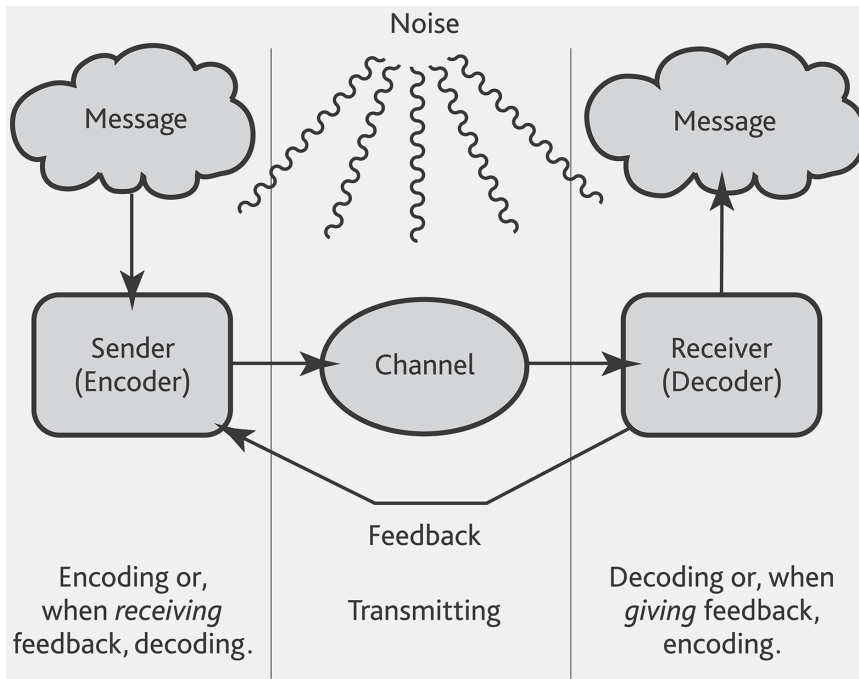 Noise
Message
Message
Sender
(Encoder)
Channel
Receiver
(Decoder)
Feedback
Encoding or,
when receiving
feedback, decoding.
Transmitting
Decoding or, when
giving feedback,
encoding.